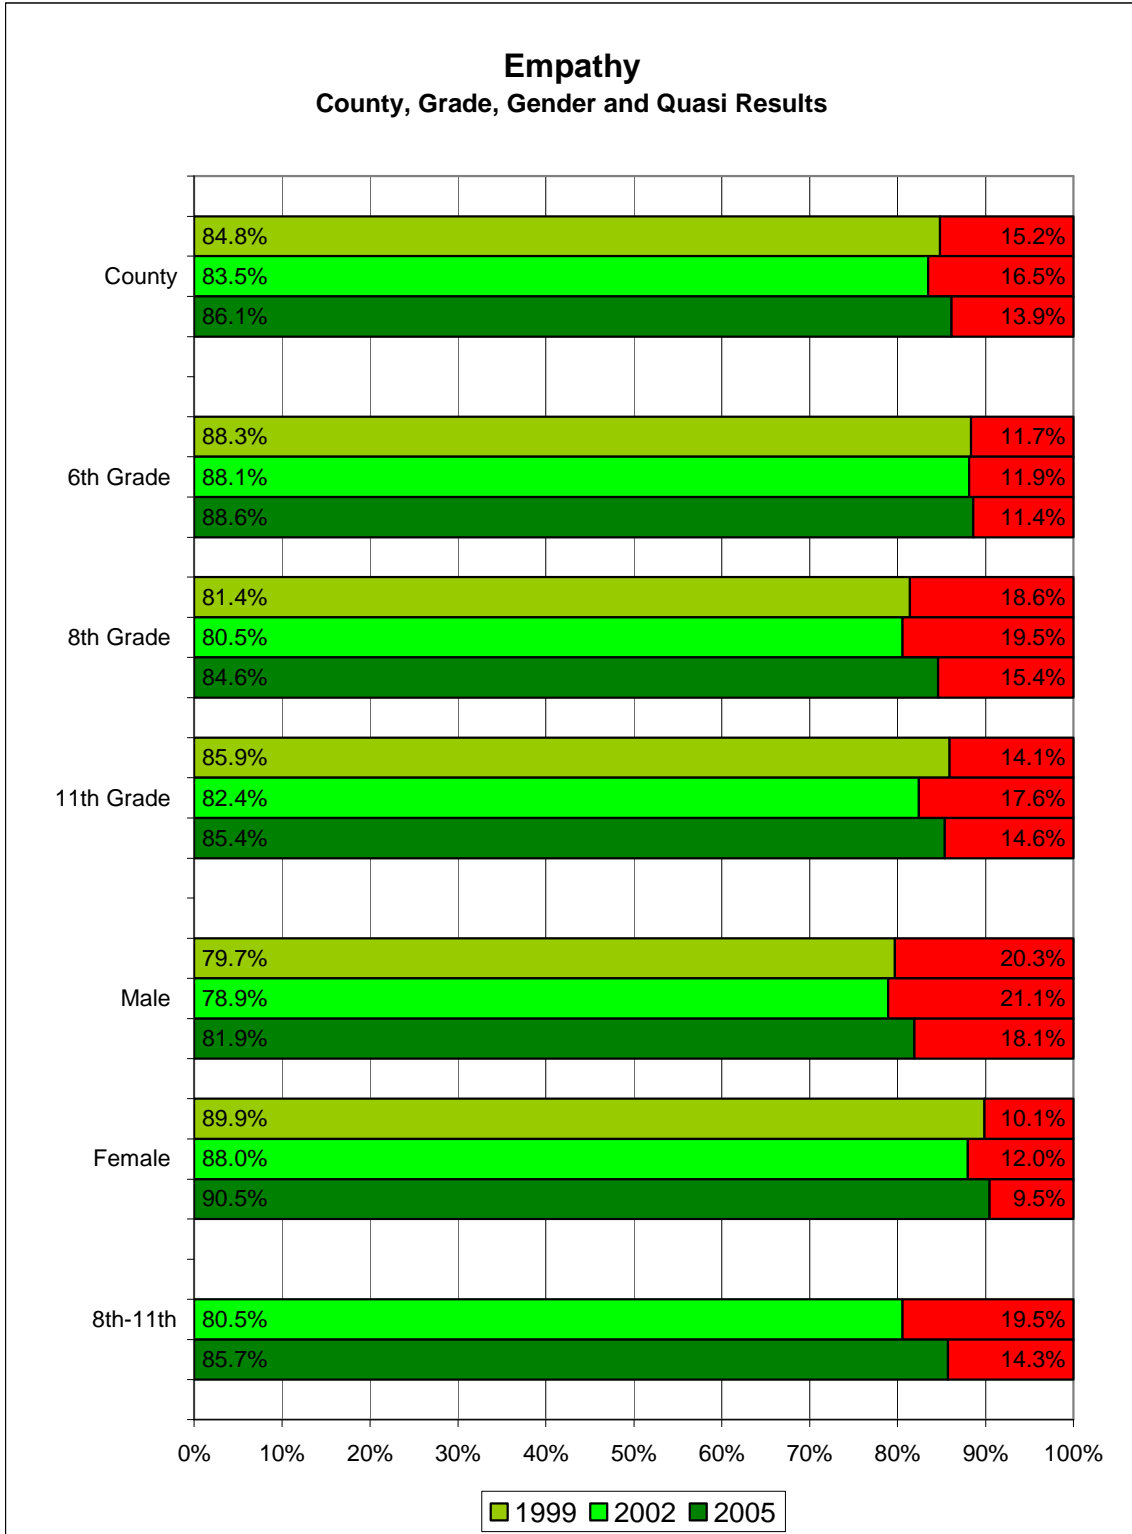 Empathy
County, Grade, Gender and Quasi Results
84.8% 15.2%
County 83.5% 16.5%
86.1% 13.9%
88.3% 11.7%
6th Grade 88.1% 11.9%
88.6% 11.4%
81.4% 18.6%
8th Grade 80.5% 19.5%
84.6% 15.4%
85.9% 14.1%
11th Grade 82.4% 17.6%
85.4% 14.6%
79.7% 20.3%
Male 78.9% 21.1%
81.9% 18.1%
89.9% 10.1%
Female 88.0% 12.0%
90.5% 9.5%
8th-11th 80.5% 19.5%
85.7% 14.3%
0% 10% 20% 30% 40% 50% 60% 70% 80% 90% 100%
1999 2002 2005